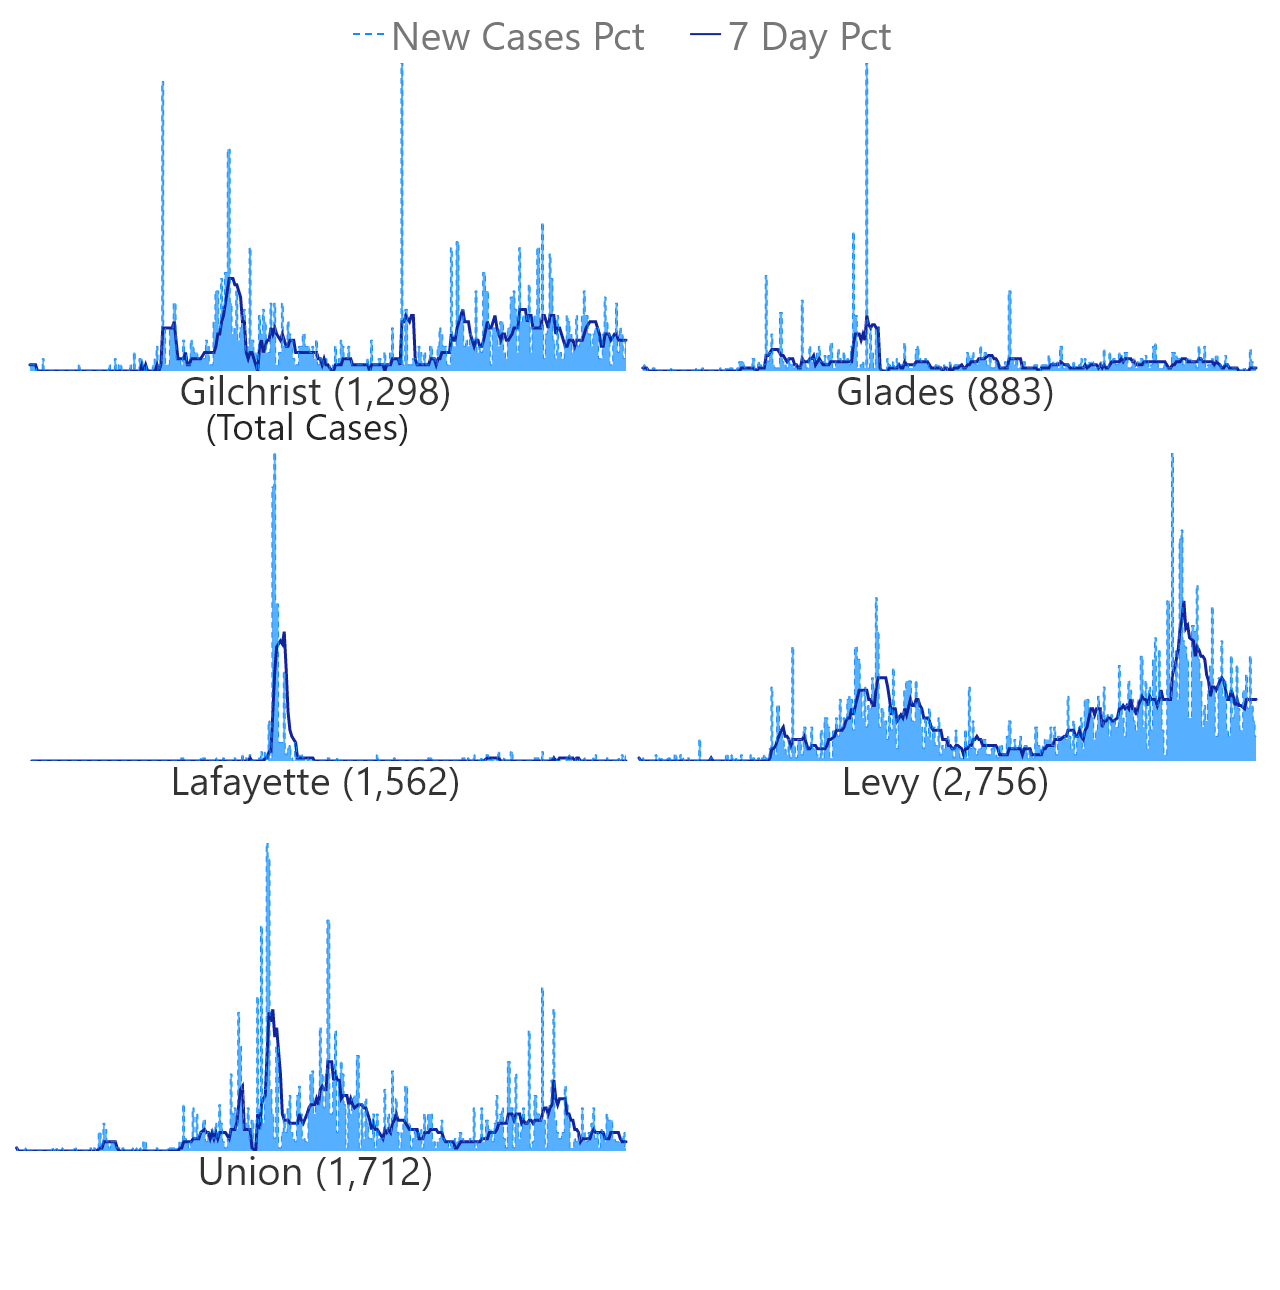 New Cases Pct 7 Day Pct
Gilchrist (1,298) Glades (883)
(Total Cases)
Lafayette (1,562) Levy (2,756)
Union (1,712)